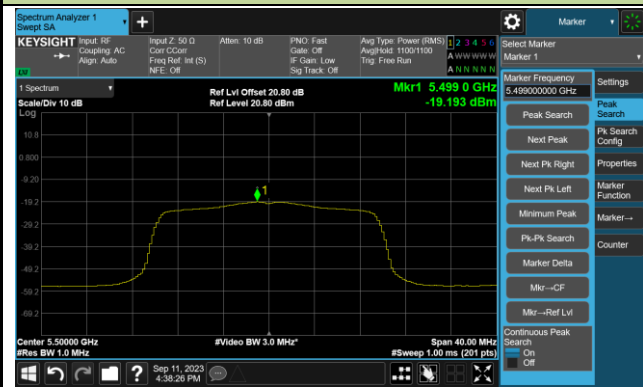 Spectrum Analyzer 1
Swept SA
+
Marker
KEYSIGHT
Input: RF
Coupling: AC
Align: Auto
Input Z: 50 Ω
Corr CCorr
Freq Ref: Int (S)
NFE: Off
Atten: 10 dB
PNO: Fast
Gate: Off
IF Gain: Low
Sig Track: Off
Avg Type: Power (RMS)
Avg|Hold: 1100/1100
Trig: Free Run
1 2 3 4 5 6
A W W W W W
A N N N N N
LVI
Select Marker
Marker 1
1 Spectrum
Scale/Div 10 dB
Log
Ref Lvl Offset 20.80 dB
Ref Level 20.80 dBm
Mkr1 5.499 0 GHz
-19.193 dBm
10.8
0.800
-9.20
-19.2
-29.2
-39.2
-49.2
-59.2
-69.2
1
Center 5.50000 GHz
#Res BW 1.0 MHz
#Video BW 3.0 MHz*
Span 40.00 MHz
#Sweep 1.00 ms (201 pts)
Marker Frequency
5.499000000 GHz
Peak Search
Next Peak
Next Pk Right
Next Pk Left
Minimum Peak
Pk-Pk Search
Marker Delta
Mkr→CF
Mkr→Ref Lvl
Continuous Peak
Search
On
Off
Settings
Peak
Search
Pk Search
Config
Properties
Marker
Function
Marker→
Counter
?
Sep 11, 2023
4:38:26 PM